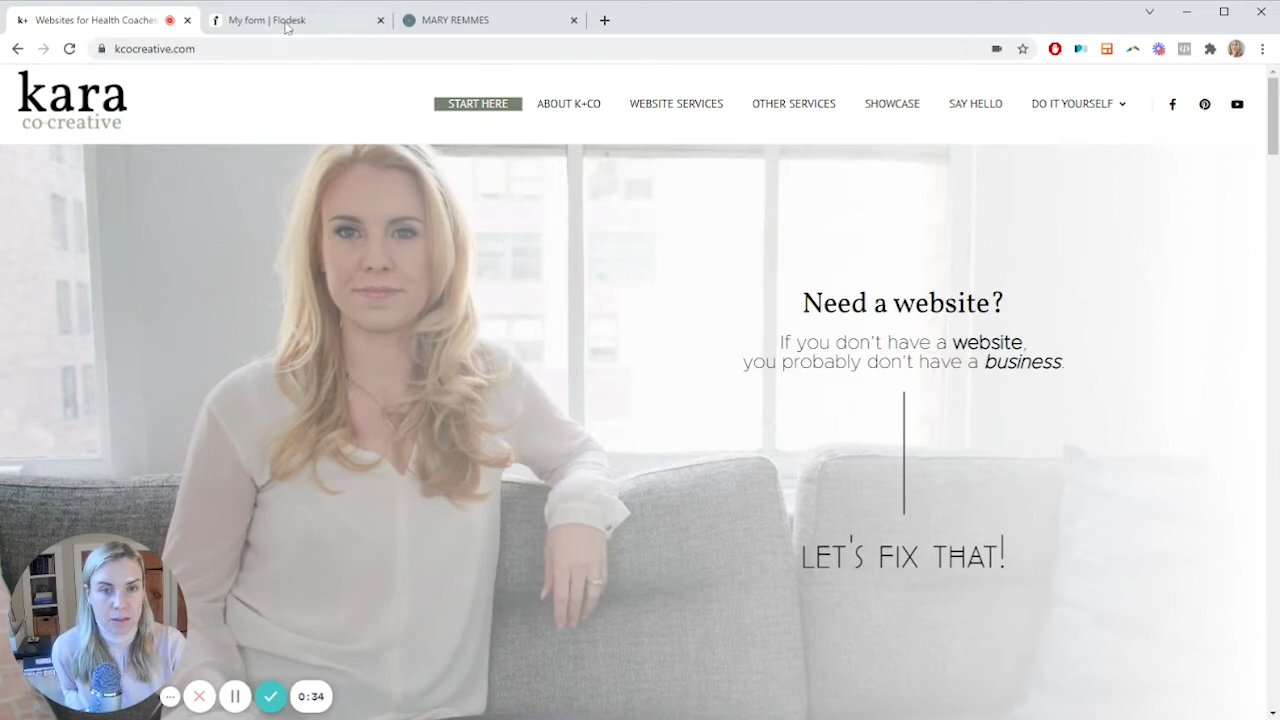 k+ Websites for Health Coaches
My form | Flodesk
MARY REMMES
kcocreative.com
kara
co-creative
START HERE
ABOUT K+CO
WEBSITE SERVICES
OTHER SERVICES
SHOWCASE
SAY HELLO
DO IT YOURSELF
Need a website?
If you don't have a website,
you probably don't have a business.
LET'S FIX THAT!
0:34